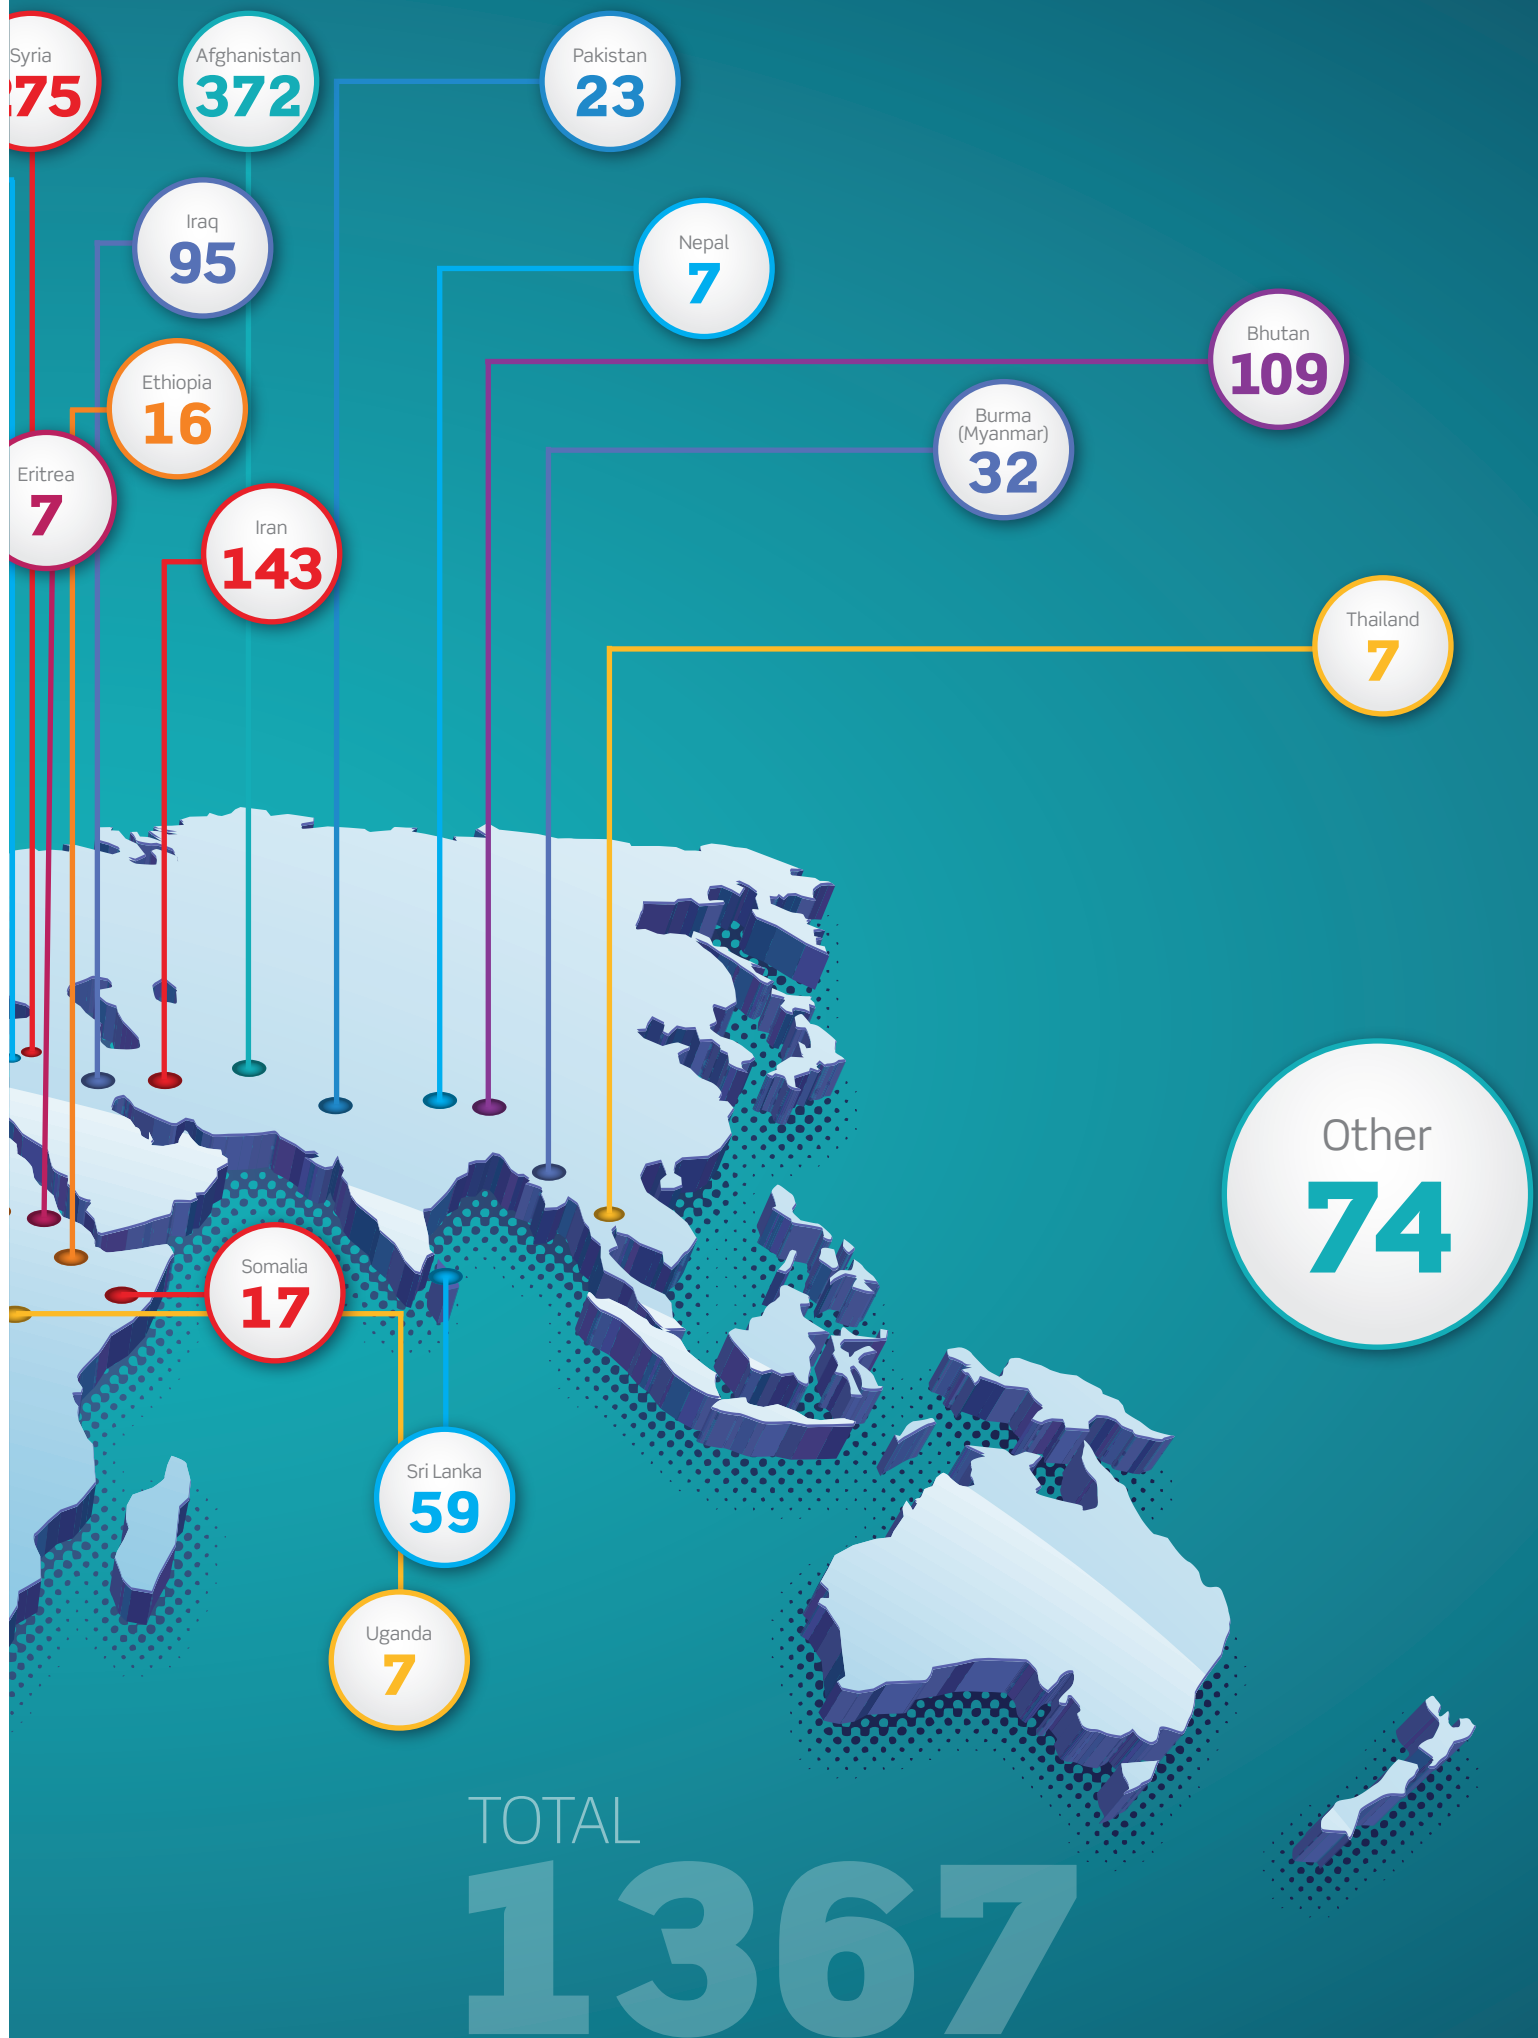 Syria
275
Afghanistan
372
Pakistan
23
Iraq
95
Nepal
7
Bhutan
109
Ethiopia
16
Burma
(Myanmar)
32
Eritrea
7
Iran
143
Thailand
7
Other
74
Somalia
17
Sri Lanka
59
Uganda
7
TOTAL
1367